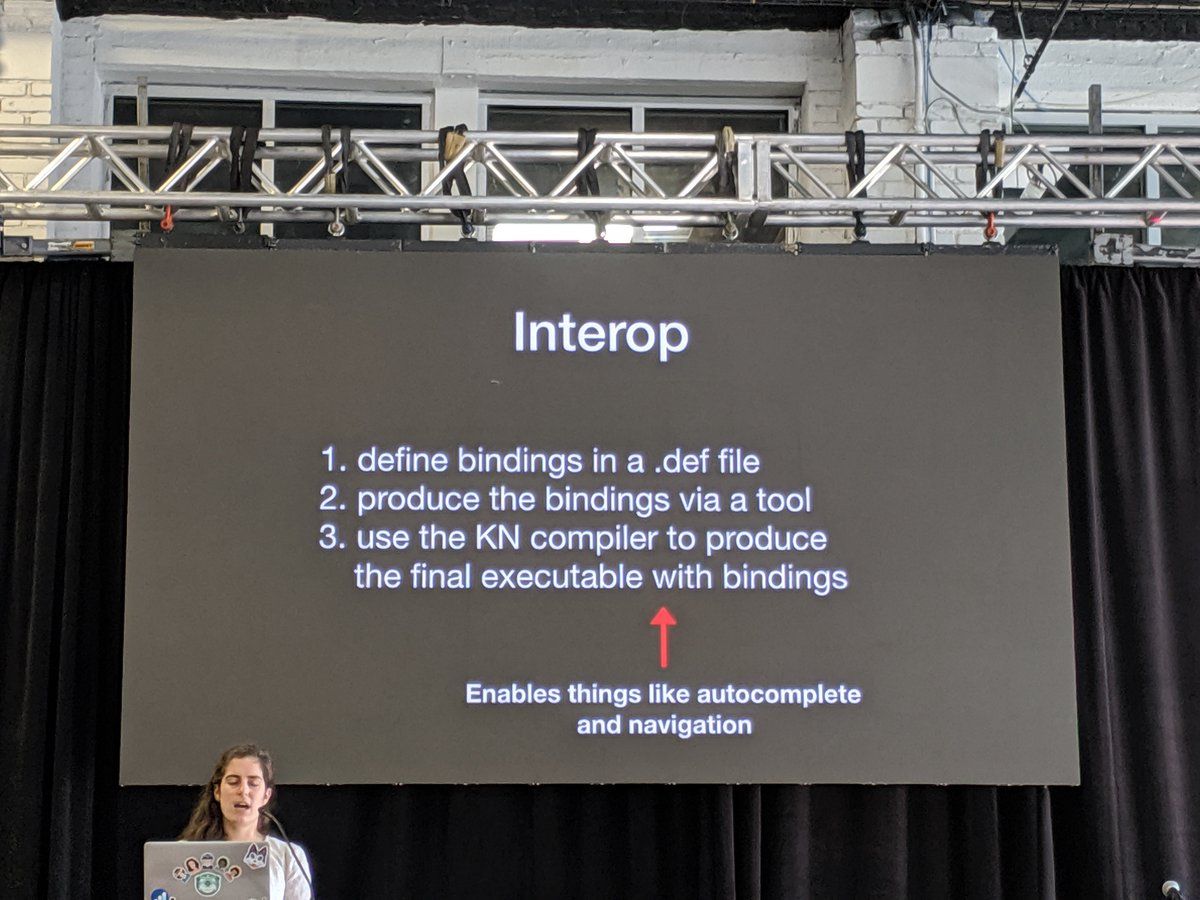 Interop
1. define bindings in a .def file
2. produce the bindings via a tool
3. use the KN compiler to produce
the final executable with bindings
Enables things like autocomplete
and navigation